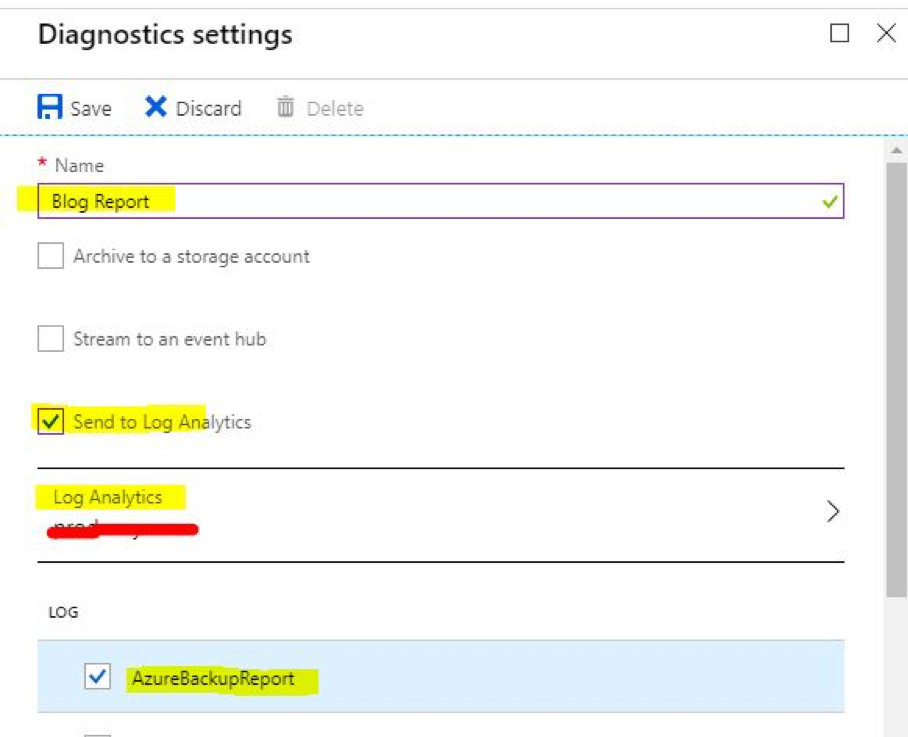 Diagnostics settings
Save Discard Delete
* Name
Blog Report
Archive to a storage account
Stream to an event hub
Send to Log Analytics
Log Analytics
LOG
AzureBackupReport